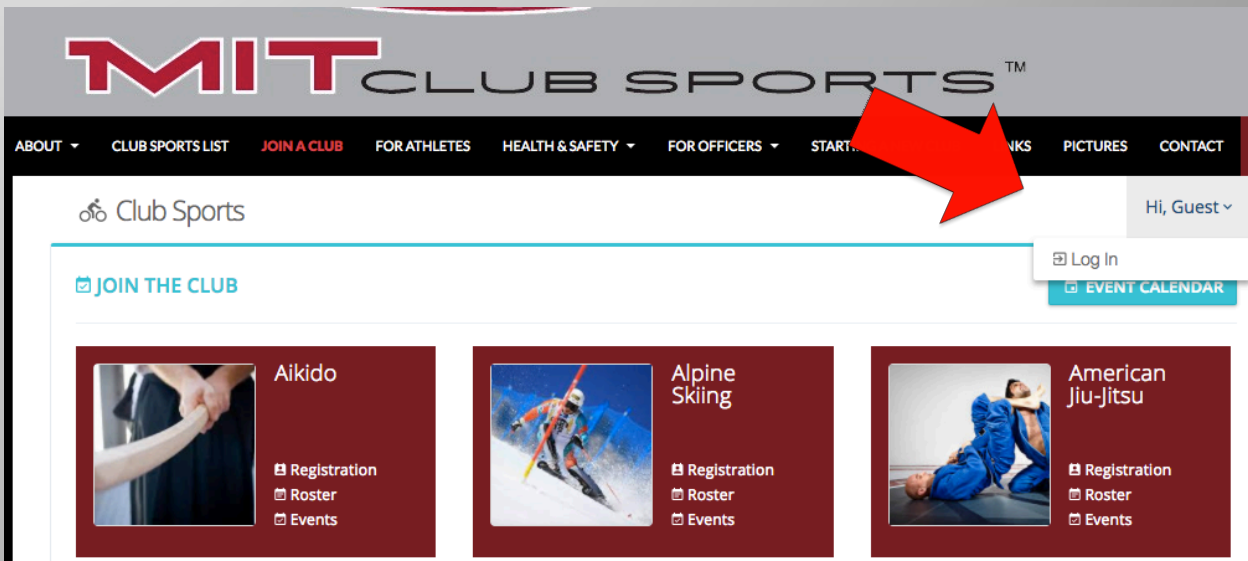 MIT CLUB SPORTS™
ABOUT CLUB SPORTS LIST JOIN A CLUB FOR ATHLETES HEALTH & SAFETY FOR OFFICERS PICTURES CONTACT
Club Sports
Hi, Guest
Log In
JOIN THE CLUB
EVENT CALENDAR
Aikido
Registration
Roster
Events
Alpine
Skiing
Registration
Roster
Events
American
Jiu-Jitsu
Registration
Roster
Events